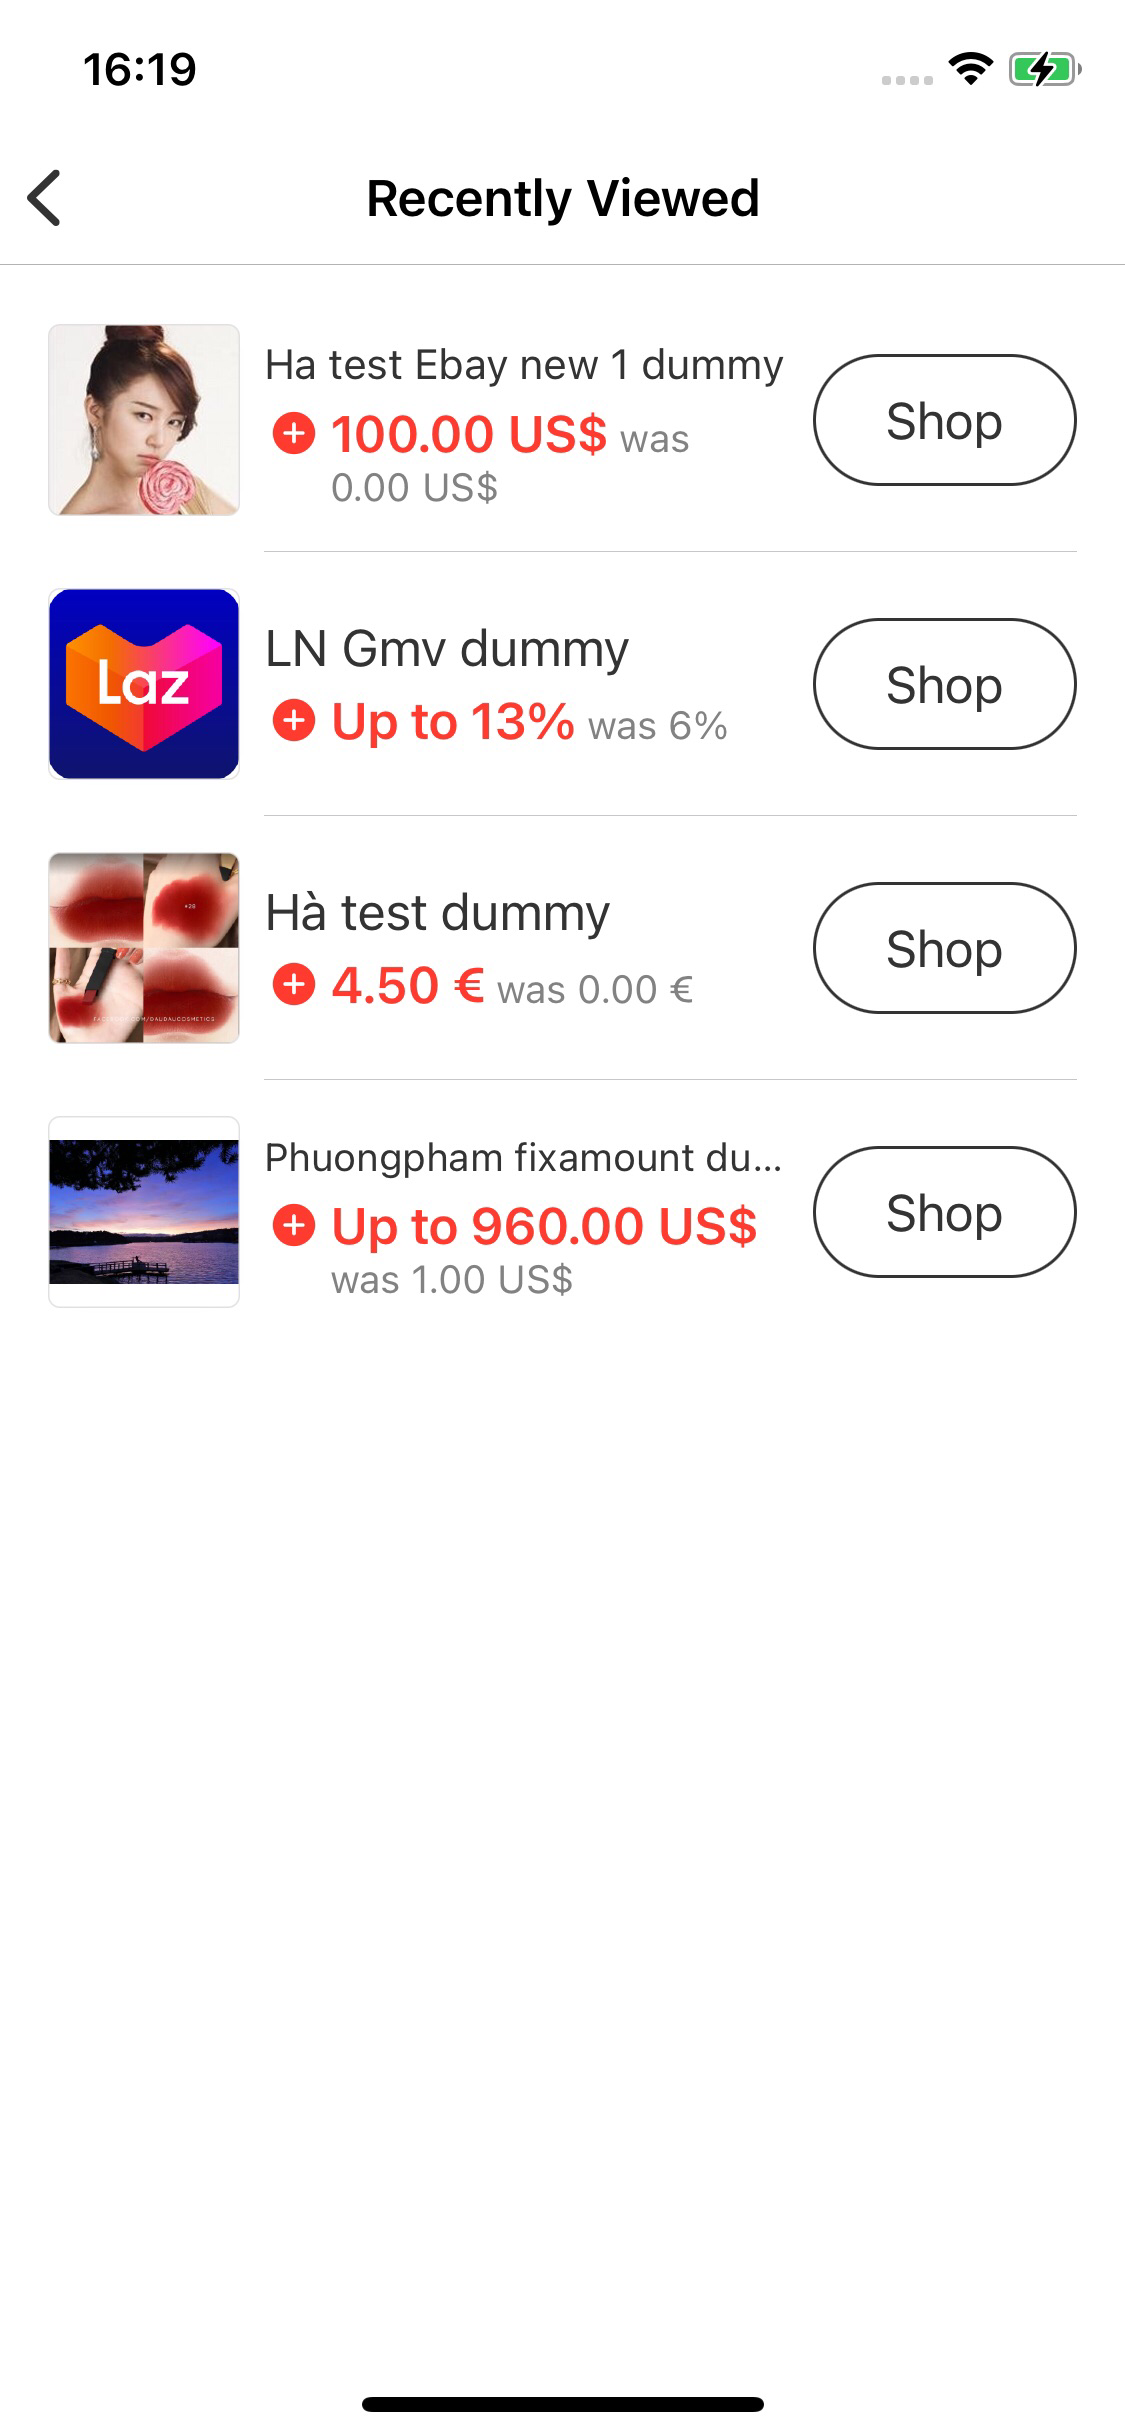 16:19
Recently Viewed
Ha test Ebay new 1 dummy
100.00 US$ was
0.00 US$
Shop
Laz
LN Gmv dummy
Up to 13% was 6%
Shop
Hà test dummy
4.50 € was 0.00 €
Shop
Phuongpham fixamount du...
Up to 960.00 US$
was 1.00 US$
Shop